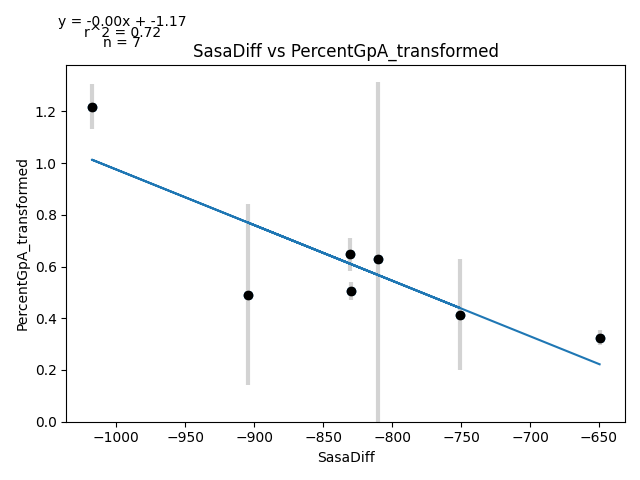 y = -0.00x + -1.17
r^2 = 0.72
n = 7
SasaDiff vs PercentGpA_transformed
PercentGpA_transformed
1.2
1.0
0.8
0.6
0.4
0.2
0.0
−1000 −950 −900 −850 −800 −750 −700 −650
SasaDiff